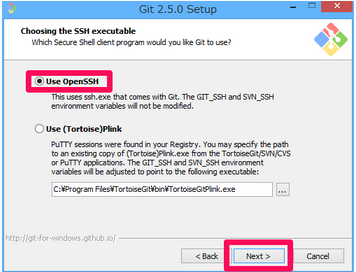 Git 2.5.0 Setup
Choosing the SSH executable
Which Secure Shell client program would you like Git to use?
Use OpenSSH
This uses ssh.exe that comes with Git. The GIT_SSH and SVN_SSH
environment variables will not be modified.
Use (Tortoise)Plink
PuTTY sessions were found in your Registry. You may specify the path
to an existing copy of (Tortoise)Plink.exe from the TortoiseGit/SVN/CVS
or PuTTY applications. The GIT_SSH and SVN_SSH environment
variables will be adjusted to point to the following executable:
C:¥Program Files¥TortoiseGit¥bin¥TortoiseGitPlink.exe
...
http://git-for-windows.github.io/
< Back
Next >
Cancel